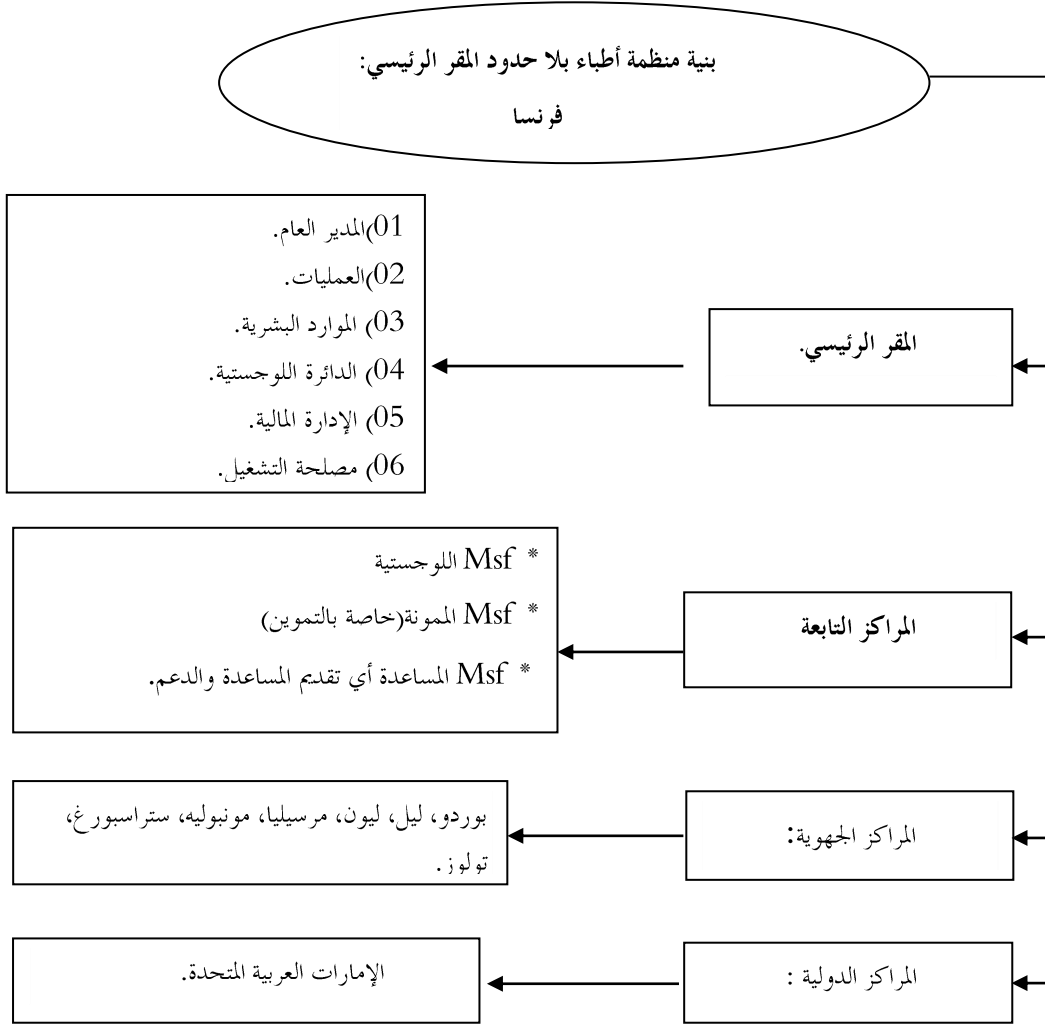 بنية منظمة أطباء بلا حدود المقر الرئيسي:
فرنسا
المقر الرئيسي.
01)المدير العام.
02)العمليات.
03) الموارد البشرية.
04) الدائرة اللوجستية.
05) الإدارة المالية.
06) مصلحة التشغيل.
المراكز التابعة
* Msf اللوجستية
* Msf الممونة(خاصة بالتموين)
* Msf المساعدة أي تقديم المساعدة والدعم.
المراكز الجهوية:
بوردو، ليل، ليون، مرسيليا، مونبوليه، ستراسبورغ،
تولوز.
المراكز الدولية :
الإمارات العربية المتحدة.